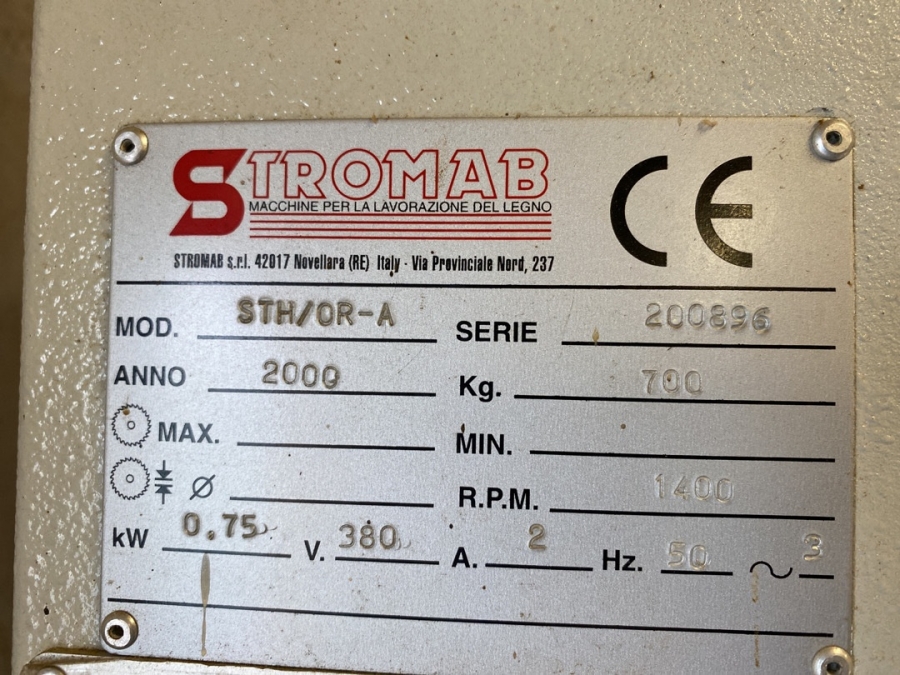 STROMAB CE
MACCHINE PER LA LAVORAZIONE DEL LEGNO
STROMAB s.r.l. 42017 Novellara (RE) Italy - Via Provinciale Nord, 237
MOD. STH/OR-A SERIE 200896
ANNO 2000 Kg. 700
MAX. MIN.
Ø R.P.M. 1400
kW 0.75 V. 380 A. 2 Hz. 50 ~ 3